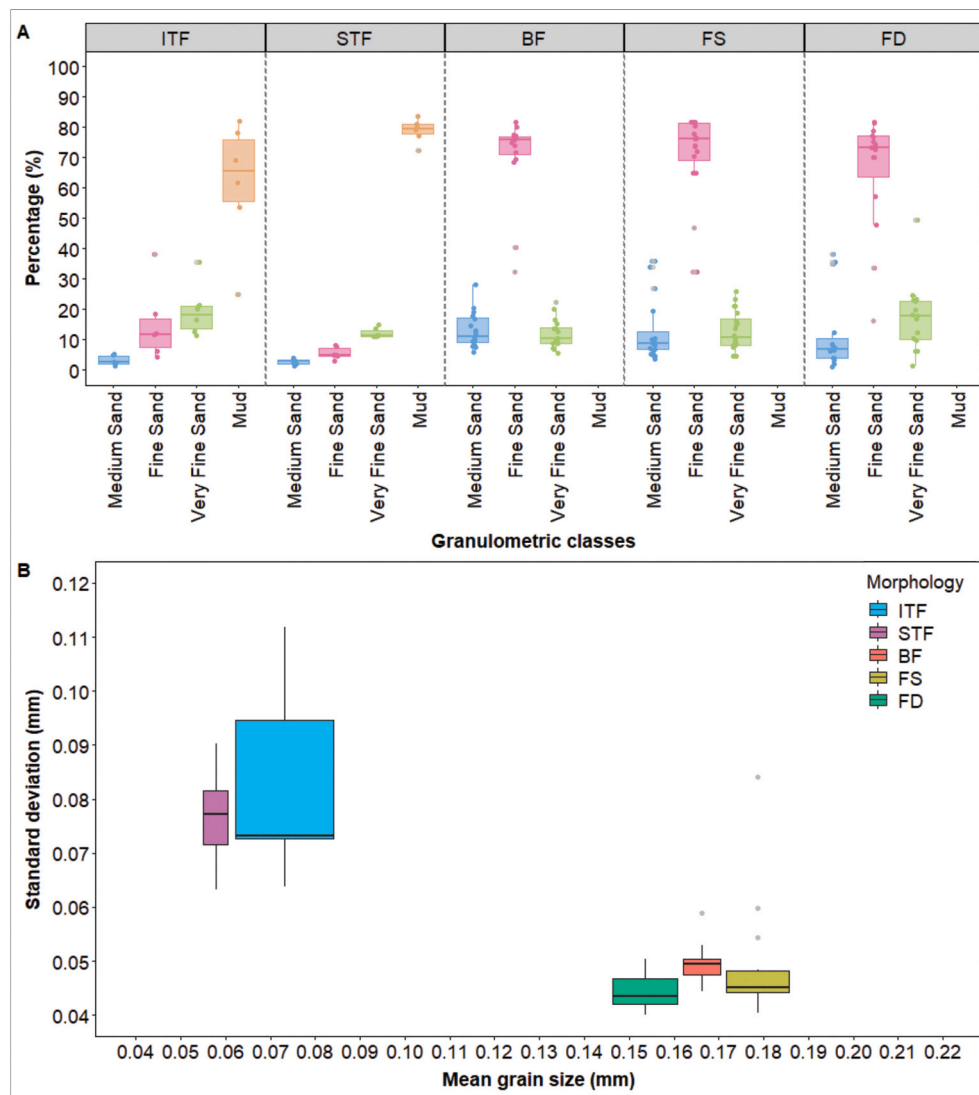 A
ITF STF BF FS FD
Percentage (%)
100
90
80
70
60
50
40
30
20
10
0
Medium Sand Fine Sand Very Fine Sand Mud Medium Sand Fine Sand Very Fine Sand Mud Medium Sand Fine Sand Very Fine Sand Mud Medium Sand Fine Sand Very Fine Sand Mud Medium Sand Fine Sand Very Fine Sand Mud
Granulometric classes
B
Standard deviation (mm)
0.12
0.11
0.10
0.09
0.08
0.07
0.06
0.05
0.04
Morphology
ITF
STF
BF
FS
FD
0.04 0.05 0.06 0.07 0.08 0.09 0.10 0.11 0.12 0.13 0.14 0.15 0.16 0.17 0.18 0.19 0.20 0.21 0.22
Mean grain size (mm)